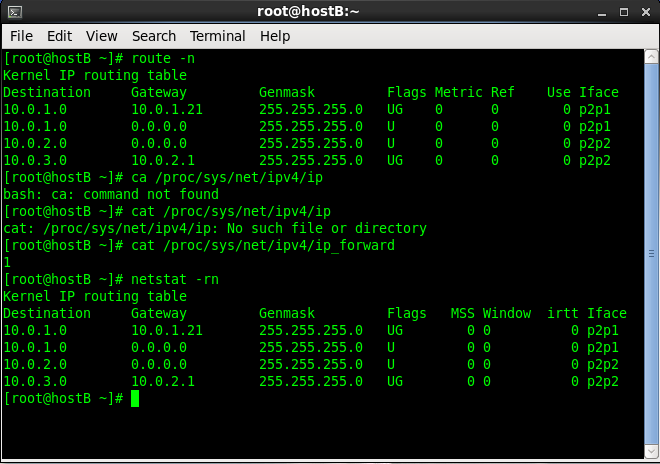 root@hostB:~
File Edit View Search Terminal Help
[root@hostB ~]# route -n
Kernel IP routing table
Destination     Gateway         Genmask         Flags Metric Ref    Use Iface
10.0.1.0        10.0.1.21       255.255.255.0   UG    0      0        0 p2p1
10.0.1.0        0.0.0.0         255.255.255.0   U     0      0        0 p2p1
10.0.2.0        0.0.0.0         255.255.255.0   U     0      0        0 p2p2
10.0.3.0        10.0.2.1        255.255.255.0   UG    0      0        0 p2p2
[root@hostB ~]# ca /proc/sys/net/ipv4/ip
bash: ca: command not found
[root@hostB ~]# cat /proc/sys/net/ipv4/ip
cat: /proc/sys/net/ipv4/ip: No such file or directory
[root@hostB ~]# cat /proc/sys/net/ipv4/ip_forward
1
[root@hostB ~]# netstat -rn
Kernel IP routing table
Destination     Gateway         Genmask         Flags   MSS Window  irtt Iface
10.0.1.0        10.0.1.21       255.255.255.0   UG        0 0          0 p2p1
10.0.1.0        0.0.0.0         255.255.255.0   U         0 0          0 p2p1
10.0.2.0        0.0.0.0         255.255.255.0   U         0 0          0 p2p2
10.0.3.0        10.0.2.1        255.255.255.0   UG        0 0          0 p2p2
[root@hostB ~]#